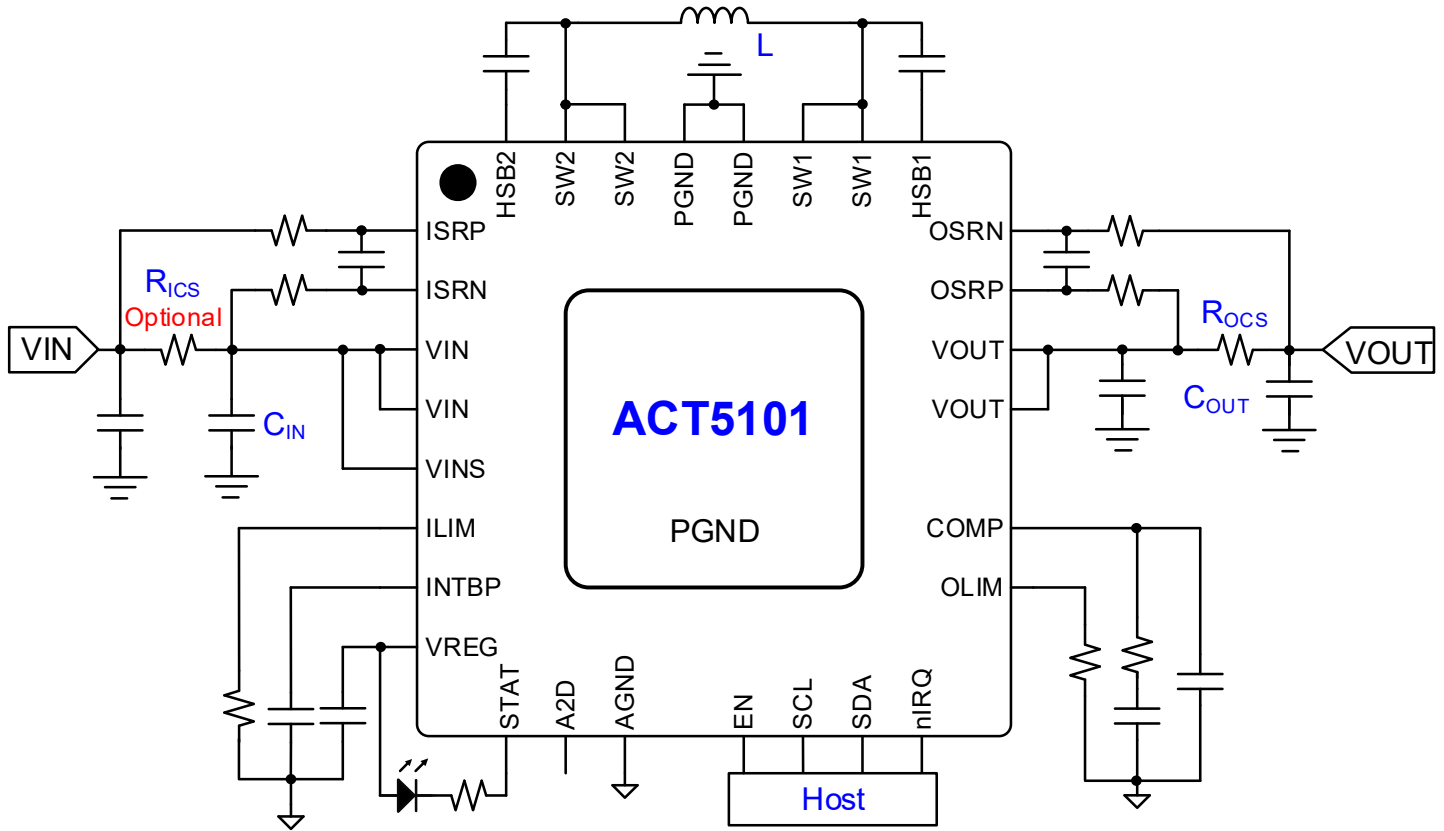 L
HSB2
SW2
SW2
PGND
PGND
SW1
SW1
HSB1
ISRP
OSRN
ISRN
OSRP
RICS
Optional
ROCS
VIN
VIN
VOUT
VOUT
VIN
VOUT
CIN
COUT
ACT5101
VINS
ILIM
PGND
COMP
INTBP
OLIM
VREG
STAT
A2D
AGND
EN
SCL
SDA
nIRQ
Host